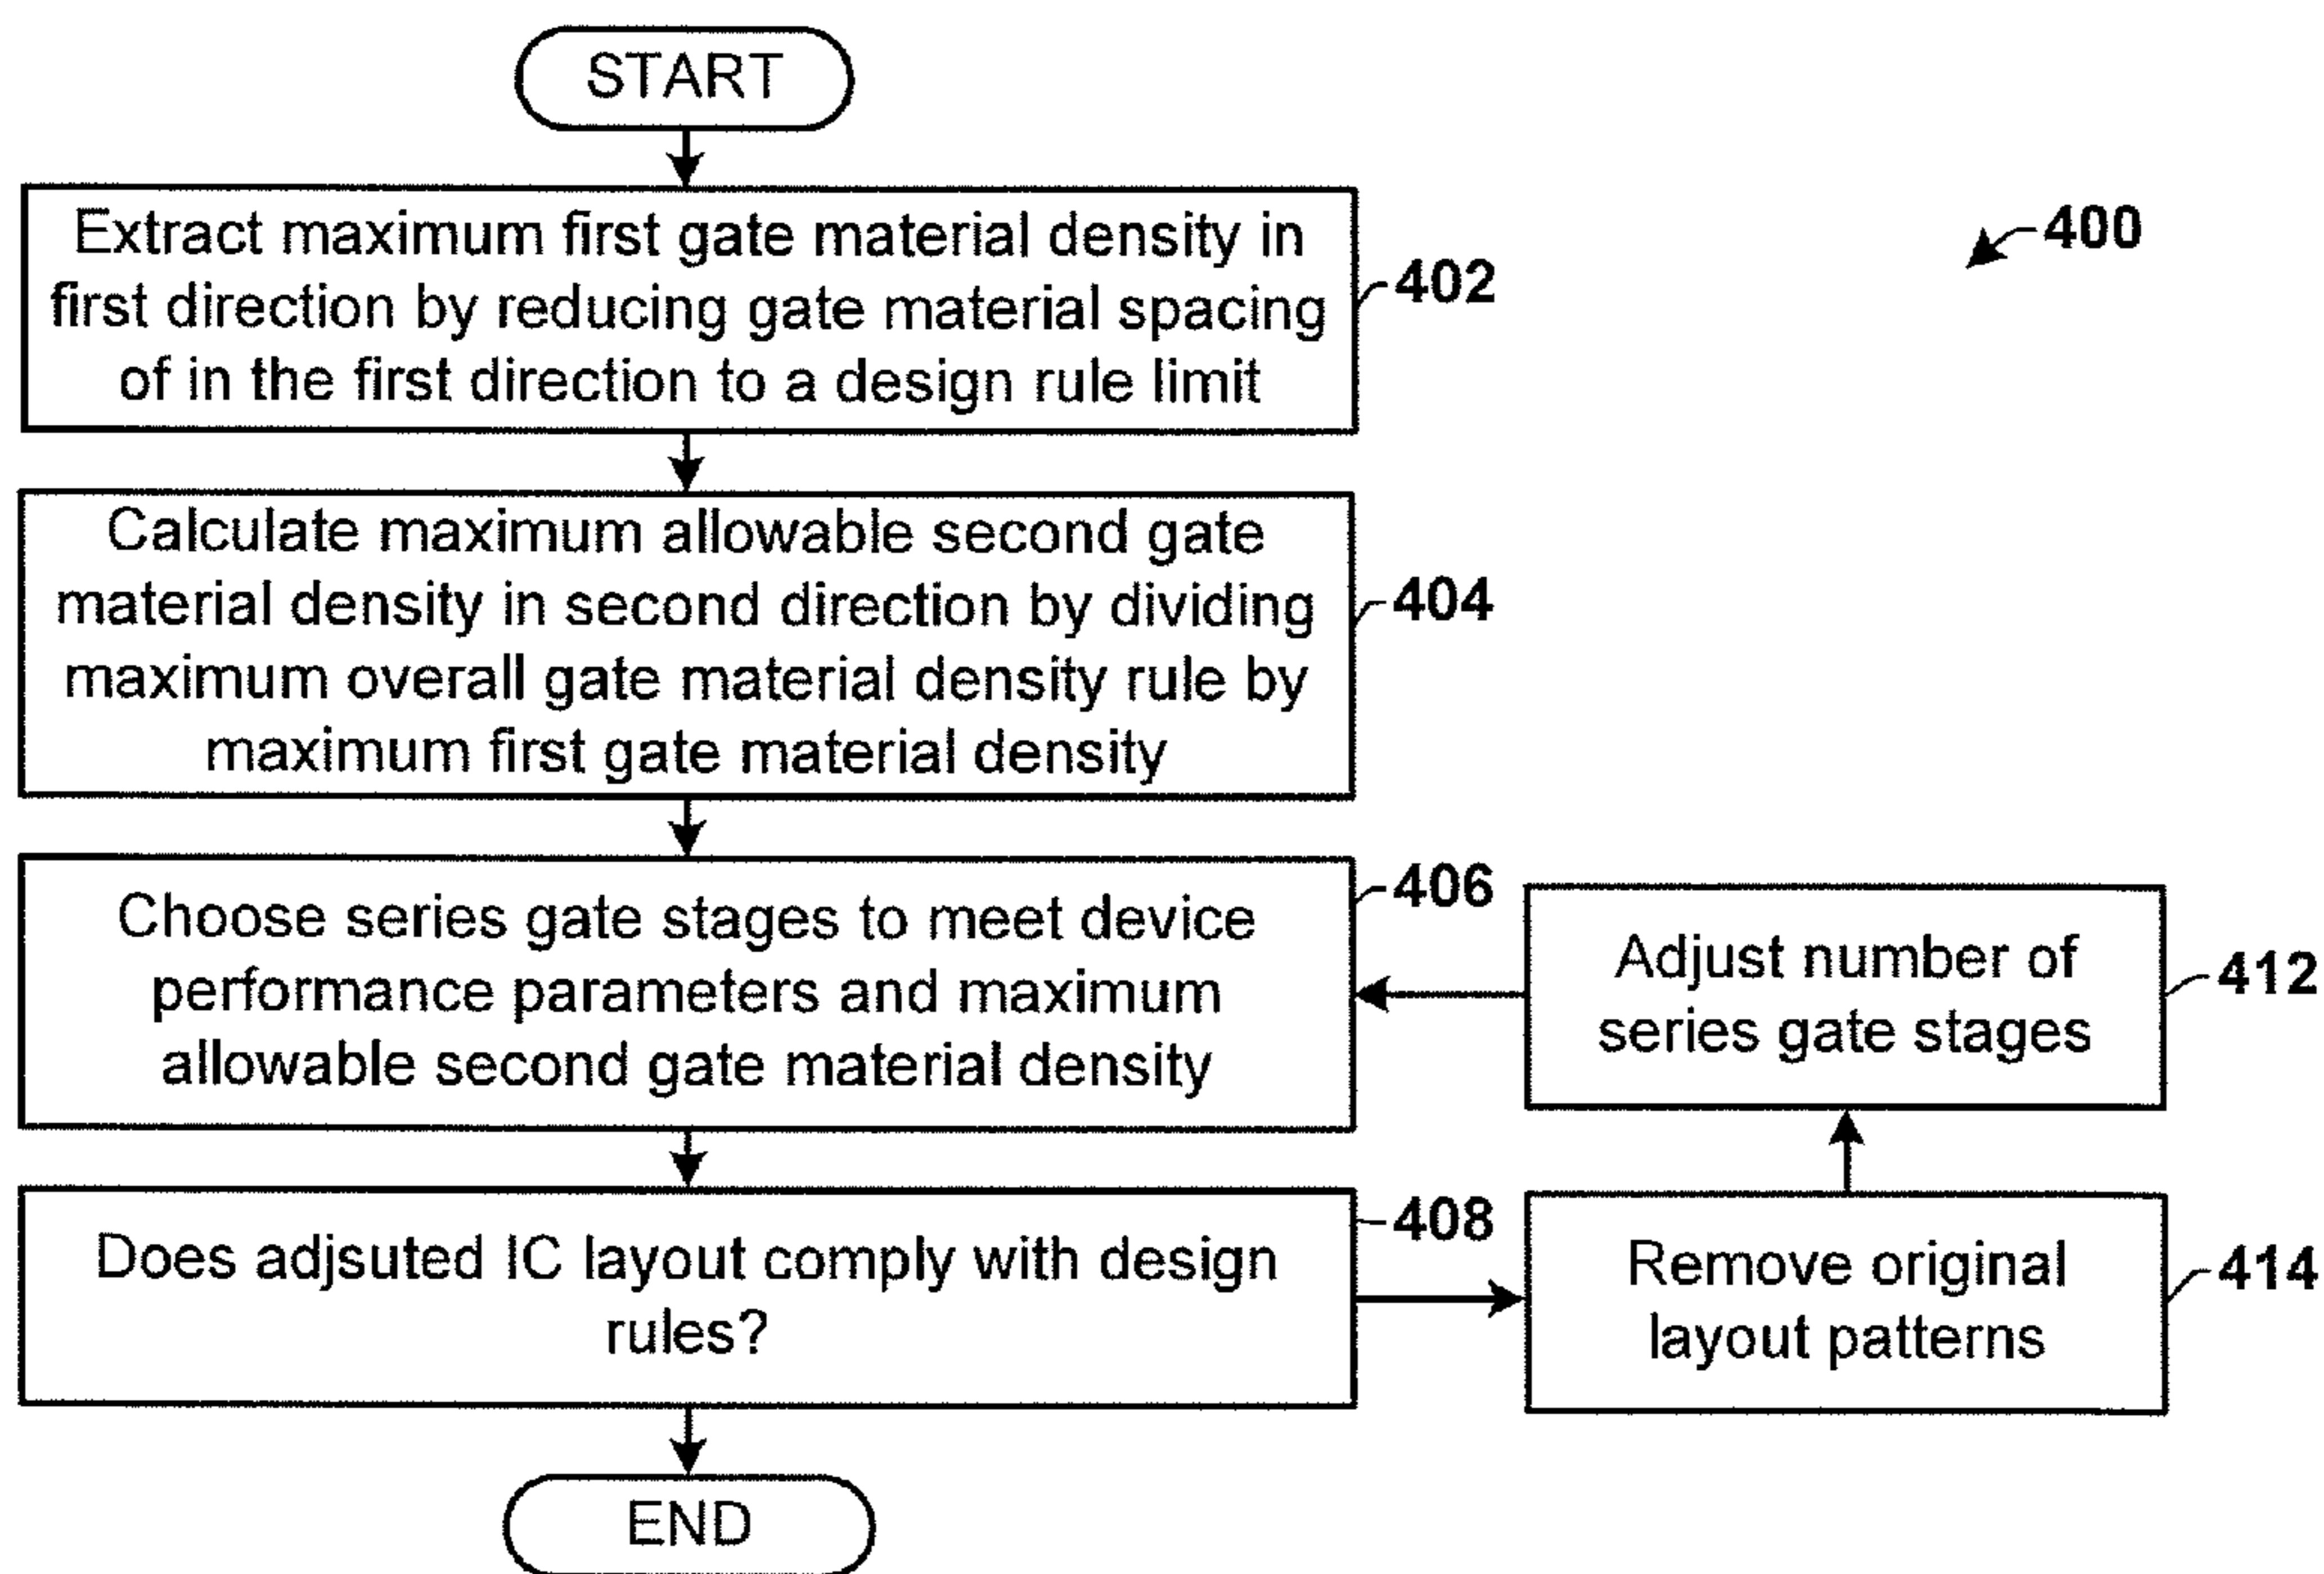 START
Extract maximum first gate material density in
first direction by reducing gate material spacing
of in the first direction to a design rule limit
402
400
Calculate maximum allowable second gate
material density in second direction by dividing
maximum overall gate material density rule by
maximum first gate material density
404
Choose series gate stages to meet device
performance parameters and maximum
allowable second gate material density
406
Adjust number of
series gate stages
412
Does adjsuted IC layout comply with design
rules?
408
Remove original
layout patterns
414
END